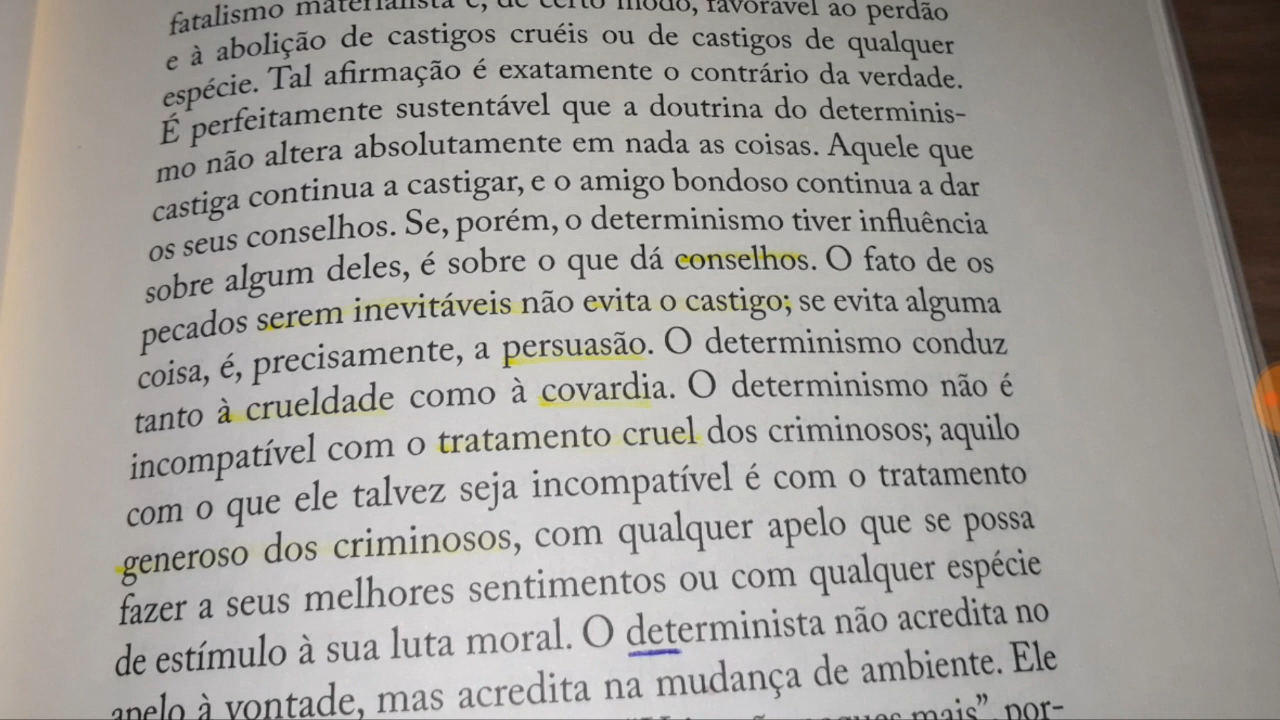 fatalismo materialista é, de certo modo, favorável ao perdão
e à abolição de castigos cruéis ou de castigos de qualquer
espécie. Tal afirmação é exatamente o contrário da verdade.
É perfeitamente sustentável que a doutrina do determinis-
mo não altera absolutamente em nada as coisas. Aquele que
castiga continua a castigar, e o amigo bondoso continua a dar
os seus conselhos. Se, porém, o determinismo tiver influência
sobre algum deles, é sobre o que dá conselhos. O fato de os
pecados serem inevitáveis não evita o castigo; se evita alguma
coisa, é, precisamente, a persuasão. O determinismo conduz
tanto à crueldade como à covardia. O determinismo não é
incompatível com o tratamento cruel dos criminosos; aquilo
com o que ele talvez seja incompatível é com o tratamento
generoso dos criminosos, com qualquer apelo que se possa
fazer a seus melhores sentimentos ou com qualquer espécie
de estímulo à sua luta moral. O determinista não acredita no
apelo à vontade, mas acredita na mudança de ambiente. Ele
mais”, por-